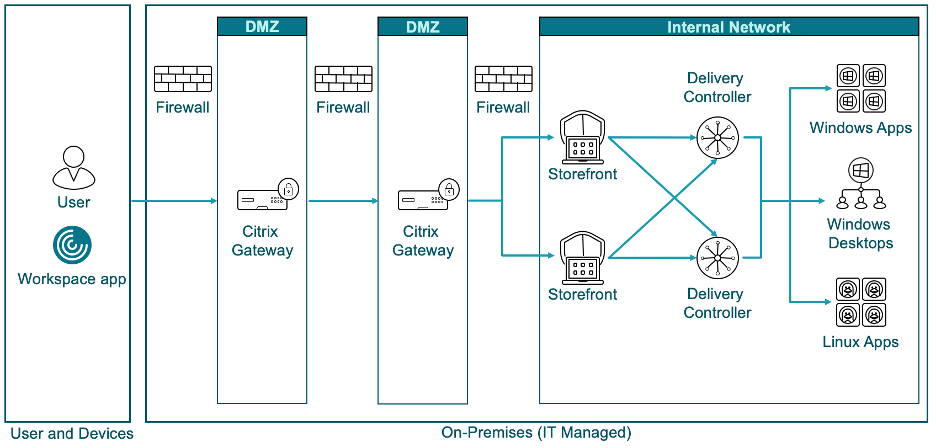 DMZ
DMZ
Internal Network
Firewall
Firewall
Firewall
Delivery
Controller
Windows Apps
Storefront
User
Citrix
Gateway
Citrix
Gateway
Windows
Desktops
Workspace app
Storefront
Delivery
Controller
Linux Apps
User and Devices
On-Premises (IT Managed)